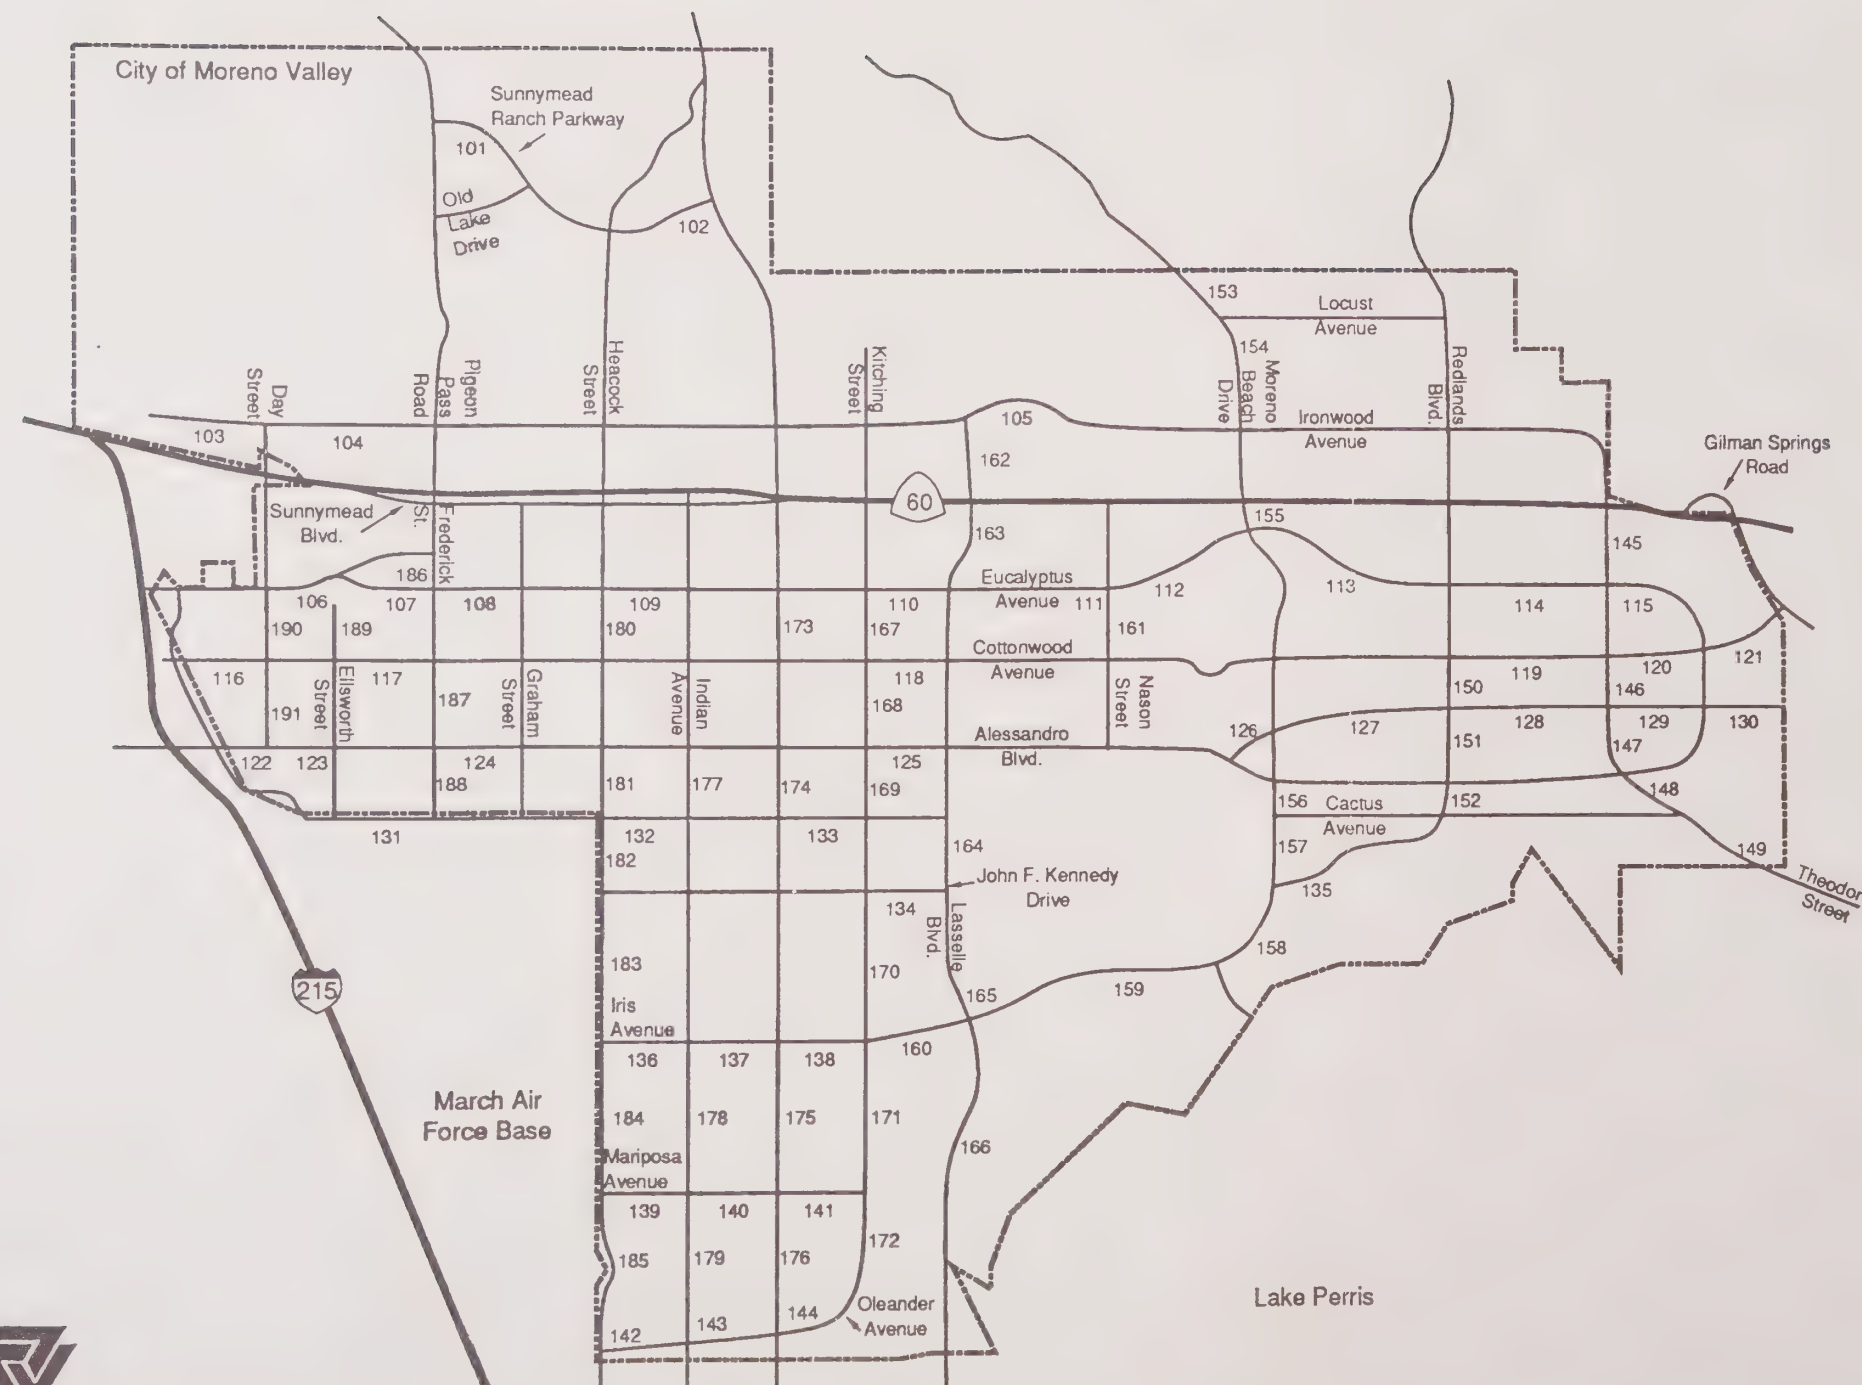 City of Moreno Valley
Sunnymead
Ranch Parkway
101
Old
Lake
Drive
102
153
Locust
Avenue
154
Day
Street
Pigeon
Pass
Road
Heacock
Street
Kitching
Street
Moreno
Beach
Drive
Redlands
Blvd.
103
104
105
Ironwood
Avenue
Gilman Springs
Road
162
60
Sunnymead
Blvd.
Frederick
St.
163
155
145
186
Eucalyptus
Avenue
106
107
108
109
110
111
112
113
114
115
190
189
180
173
167
161
Cottonwood
Avenue
116
117
118
119
120
121
Ellsworth
Street
187
Graham
Street
Indian
Avenue
168
Nason
Street
150
146
191
126
127
128
129
130
Alessandro
Blvd.
151
147
122
123
124
125
188
181
177
174
169
156
Cactus
Avenue
152
148
131
132
133
182
164
157
149
John F. Kennedy
Drive
135
Theodor
Street
134
Lasselle
Blvd.
158
183
170
215
165
159
Iris
Avenue
136
137
138
160
March Air
Force Base
184
178
175
171
166
Mariposa
Avenue
139
140
141
172
185
179
176
Lake Perris
142
143
144
Oleander
Avenue